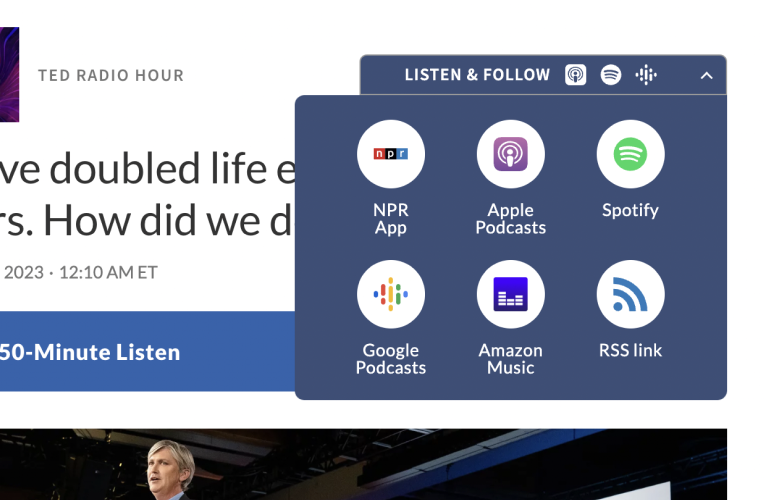 TED RADIO HOUR
LISTEN & FOLLOW
ve doubled life e
rs. How did we d
2023 · 12:10 AM ET
50-Minute Listen
npr
NPR
App
Apple
Podcasts
Spotify
Google
Podcasts
Amazon
Music
RSS link